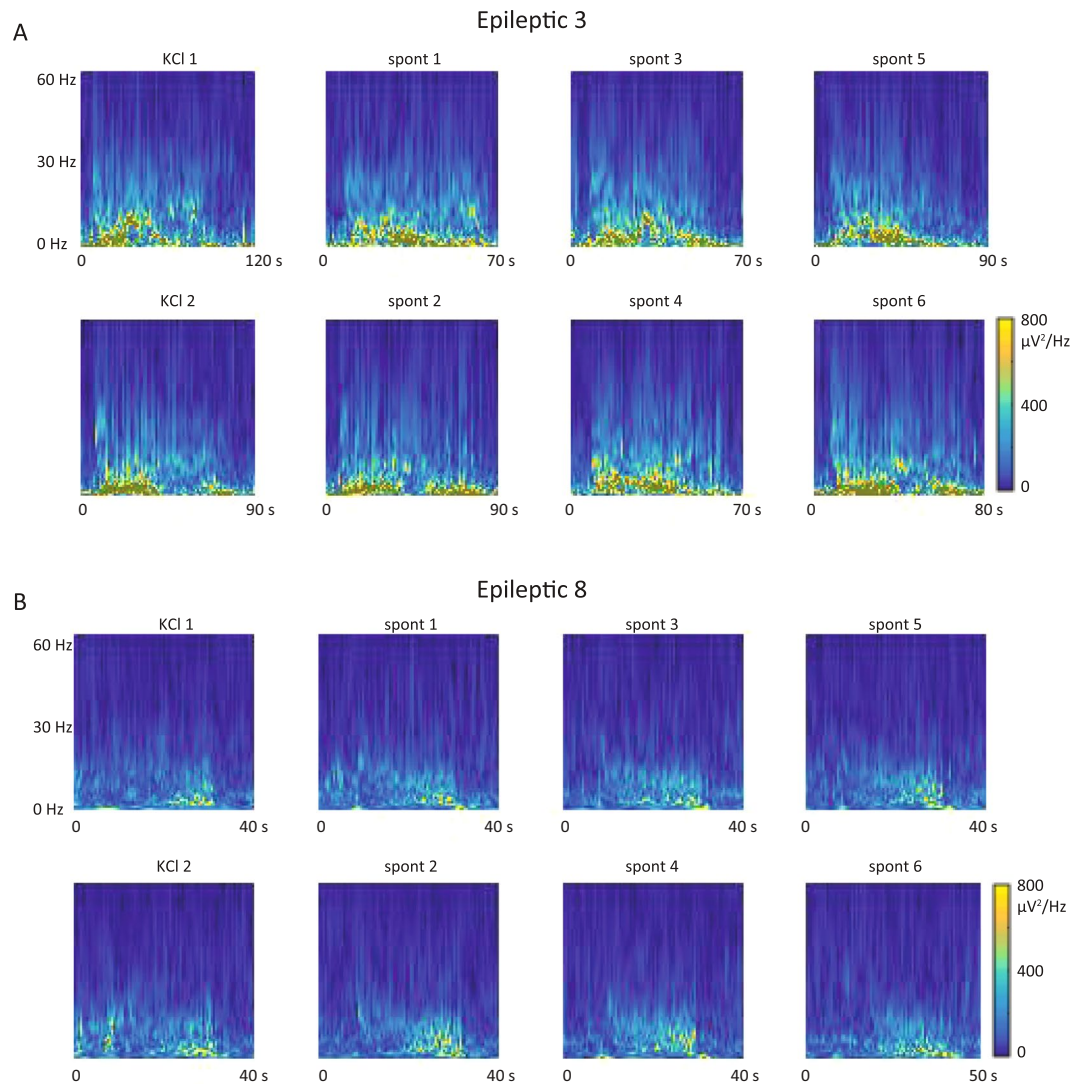 Epileptic 3
A
KCl 1 spont 1 spont 3 spont 5
60 Hz
30 Hz
0 Hz
0 120 s 0 70 s 0 70 s 0 90 s
KCl 2 spont 2 spont 4 spont 6
800
µV²/Hz
400
0
0 90 s 0 90 s 0 70 s 0 80 s
Epileptic 8
B
KCl 1 spont 1 spont 3 spont 5
60 Hz
30 Hz
0 Hz
0 40 s 0 40 s 0 40 s 0 40 s
KCl 2 spont 2 spont 4 spont 6
800
µV²/Hz
400
0
0 40 s 0 40 s 0 40 s 0 50 s